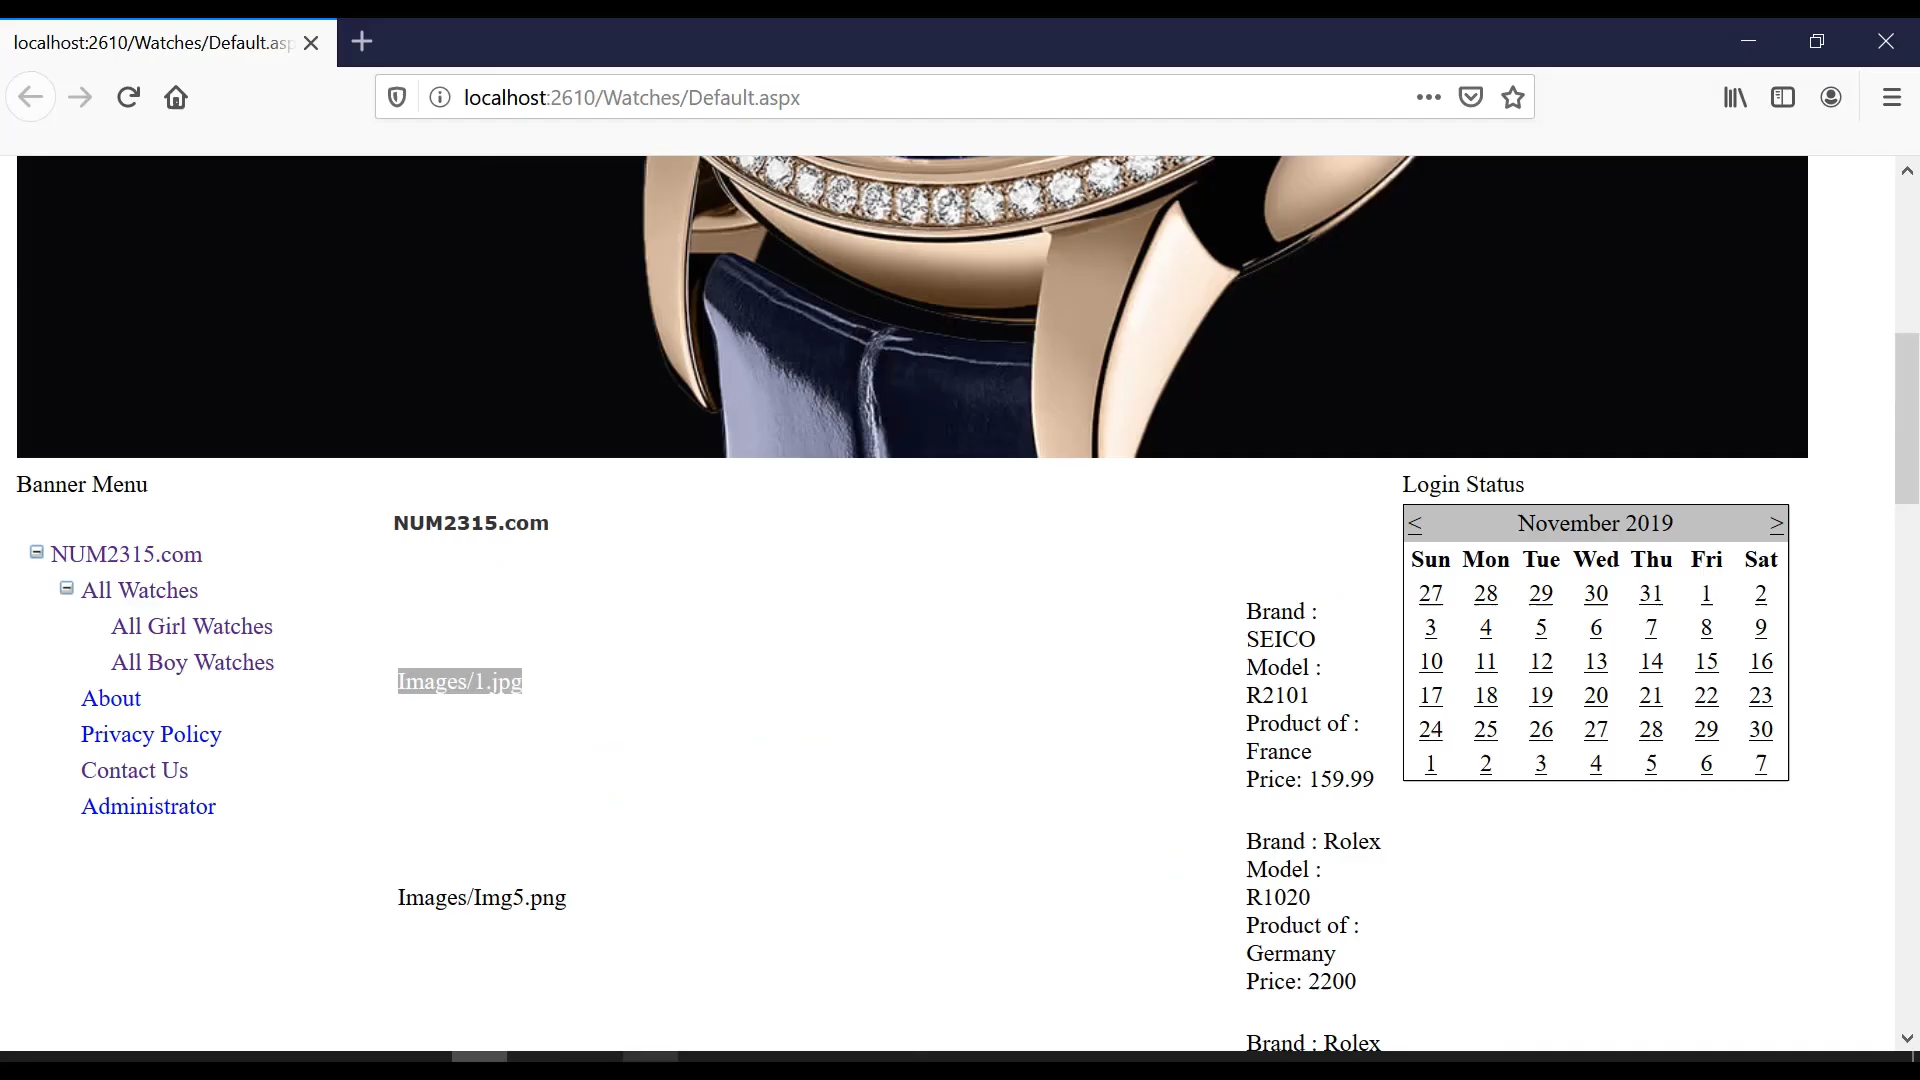 localhost:2610/Watches/Default.asp
localhost:2610/Watches/Default.aspx
Banner Menu
NUM2315.com
All Watches
All Girl Watches
All Boy Watches
About
Privacy Policy
Contact Us
Administrator
NUM2315.com
Images/1.jpg
Brand :
SEICO
Model :
R2101
Product of :
France
Price: 159.99
Images/Img5.png
Brand : Rolex
Model :
R1020
Product of :
Germany
Price: 2200
Brand : Rolex
Login Status
< November 2019 >
Sun Mon Tue Wed Thu Fri Sat
27 28 29 30 31 1 2
3 4 5 6 7 8 9
10 11 12 13 14 15 16
17 18 19 20 21 22 23
24 25 26 27 28 29 30
1 2 3 4 5 6 7